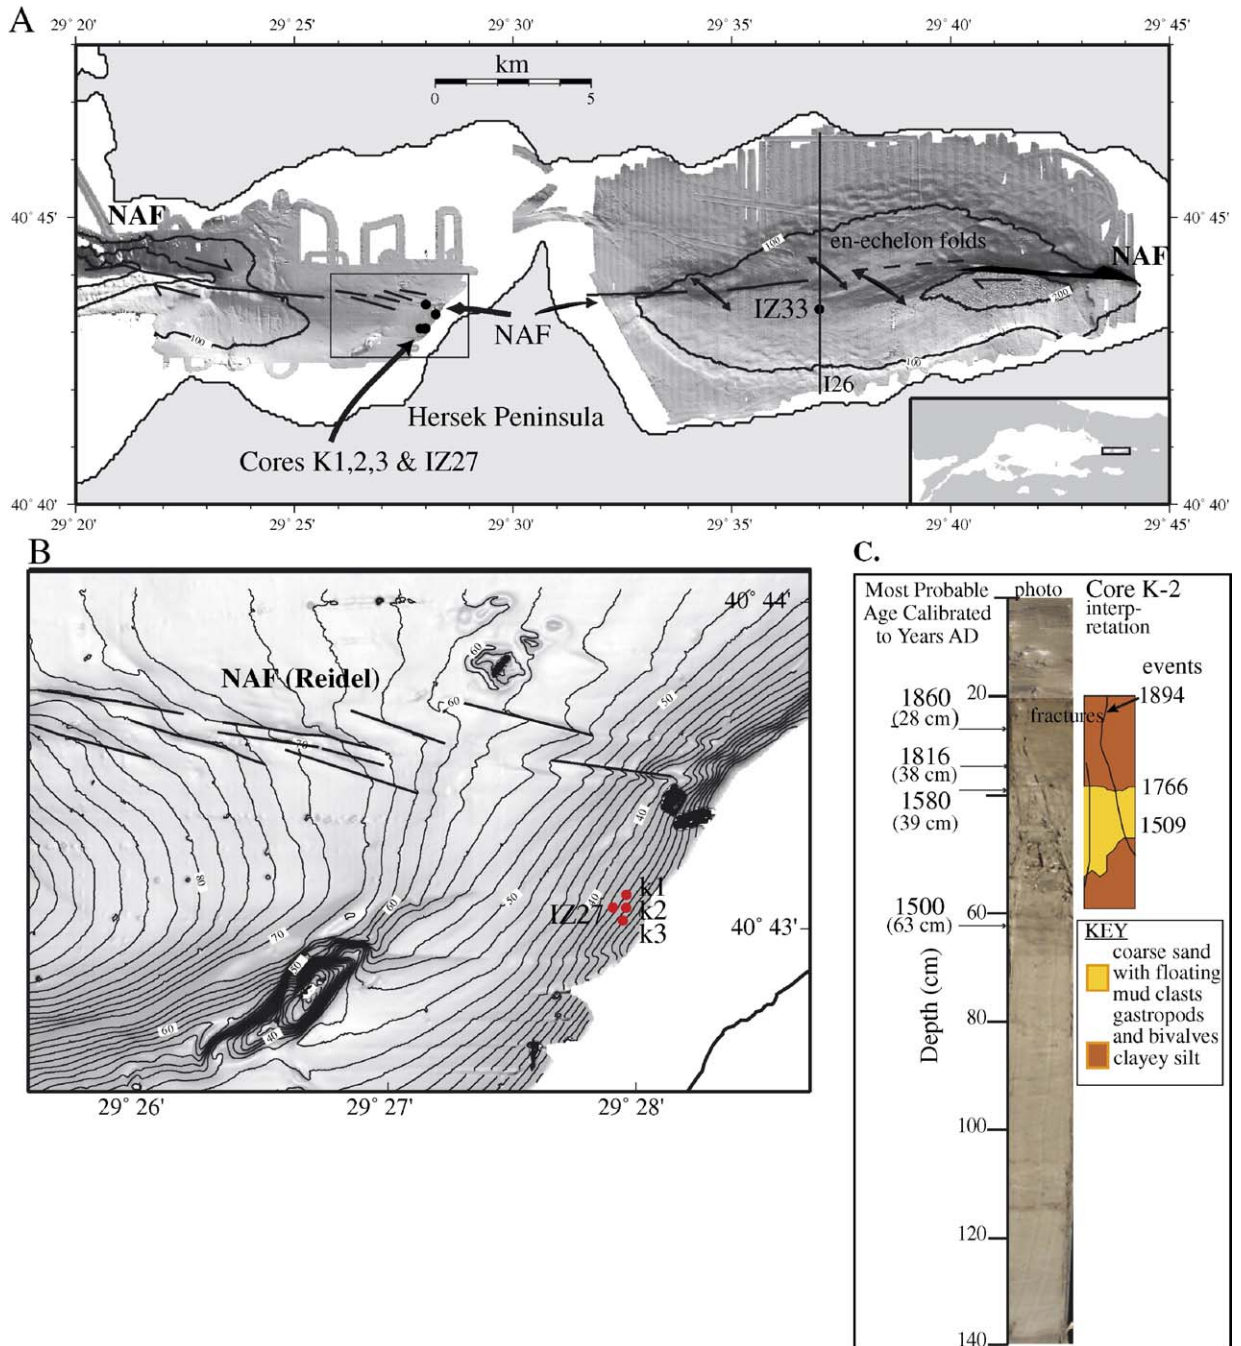 A
29° 20'
29° 25'
29° 30'
29° 35'
29° 40'
29° 45'
km
0
5
40° 45'
40° 45'
NAF
100
en-echelon folds
NAF
IZ33
200
NAF
100
100
I26
Hersek Peninsula
Cores K1,2,3 & IZ27
40° 40'
40° 40'
29° 20'
29° 25'
29° 30'
29° 35'
29° 40'
29° 45'
B
40° 44'
60
NAF (Reidel)
60
50
70
40
80
k1
50
40
IZ27
k2
60
k3
40° 43'
70
50
60
40
29° 26'
29° 27'
29° 28'
C.
Most Probable
Age Calibrated
to Years AD
photo
Core K-2
interp-
retation
events
20
1894
1860
(28 cm)
fractures
1816
(38 cm)
1766
1580
(39 cm)
1509
1500
(63 cm)
60
KEY
coarse sand
with floating
mud clasts
gastropods
and bivalves
clayey silt
Depth (cm)
80
100
120
140